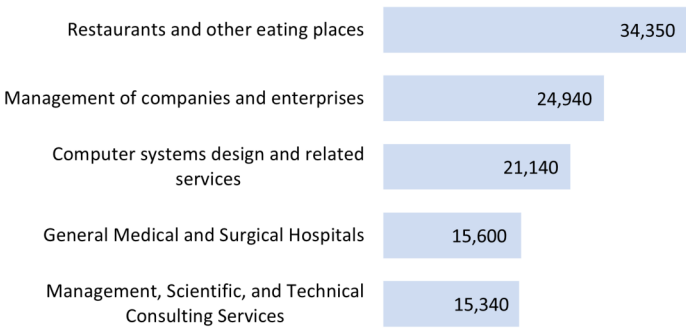 Restaurants and other eating places
34,350
Management of companies and enterprises
24,940
Computer systems design and related
services
21,140
General Medical and Surgical Hospitals
15,600
Management, Scientific, and Technical
Consulting Services
15,340